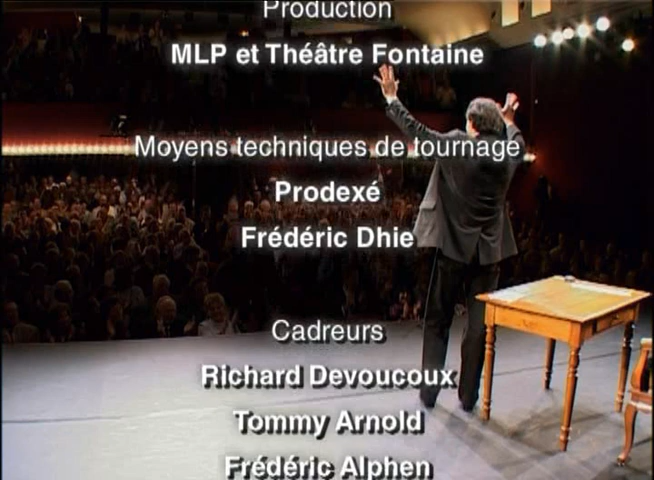 Production
MLP et Théâtre Fontaine
Moyens techniques de tournage
Prodexé
Frédéric Dhie
Cadreurs
Richard Devoucoux
Tommy Arnold
Frédéric Alphen